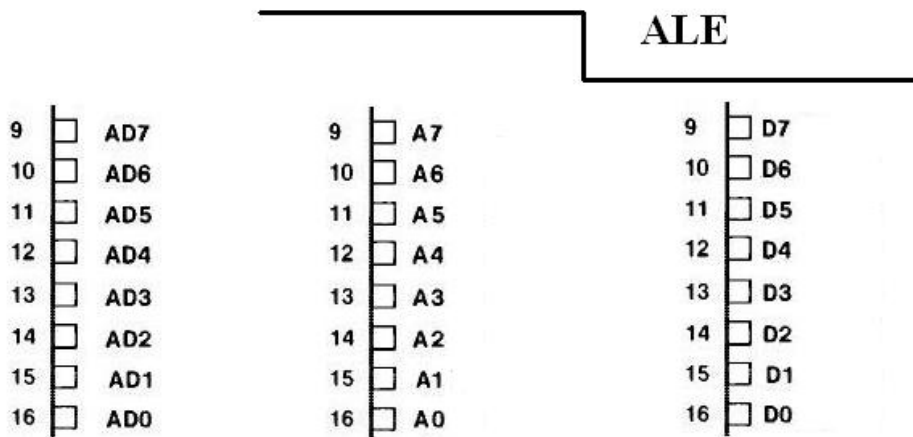 ALE
9 AD7 9 A7 9 D7
10 AD6 10 A6 10 D6
11 AD5 11 A5 11 D5
12 AD4 12 A4 12 D4
13 AD3 13 A3 13 D3
14 AD2 14 A2 14 D2
15 AD1 15 A1 15 D1
16 AD0 16 A0 16 D0